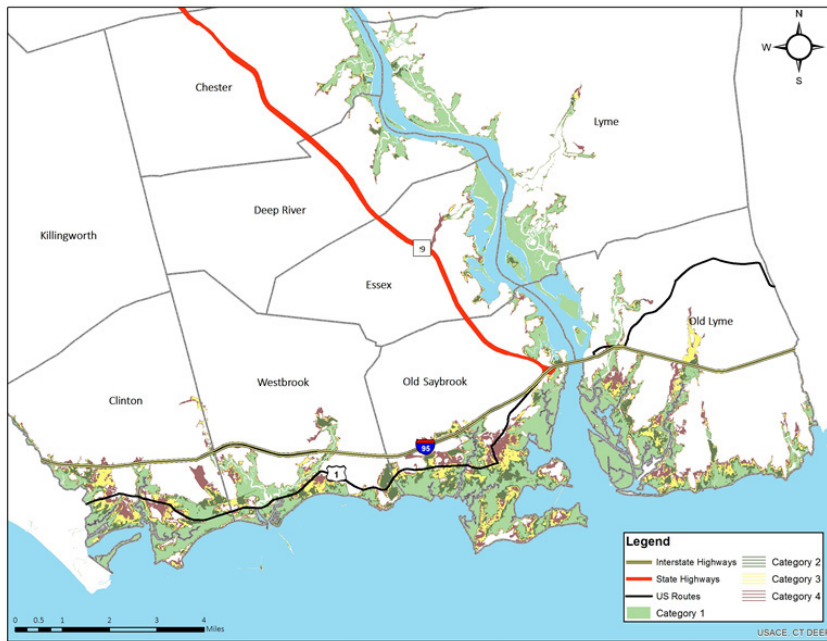 N
W
E
S
Chester
Lyme
Deep River
Killingworth
9
Essex
Old Lyme
Westbrook
Old Saybrook
Clinton
95
1
Legend
Interstate Highways
State Highways
US Routes
Category 1
Category 2
Category 3
Category 4
0 0.5 1 2 3 4
Miles
USACE CT DEEP